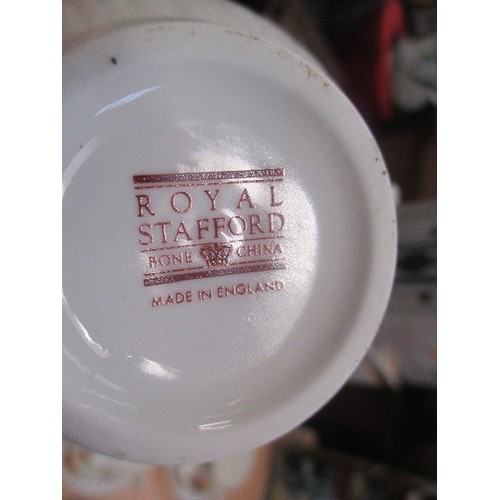 ROYAL
STAFFORD
BONE CHINA
MADE IN ENGLAND